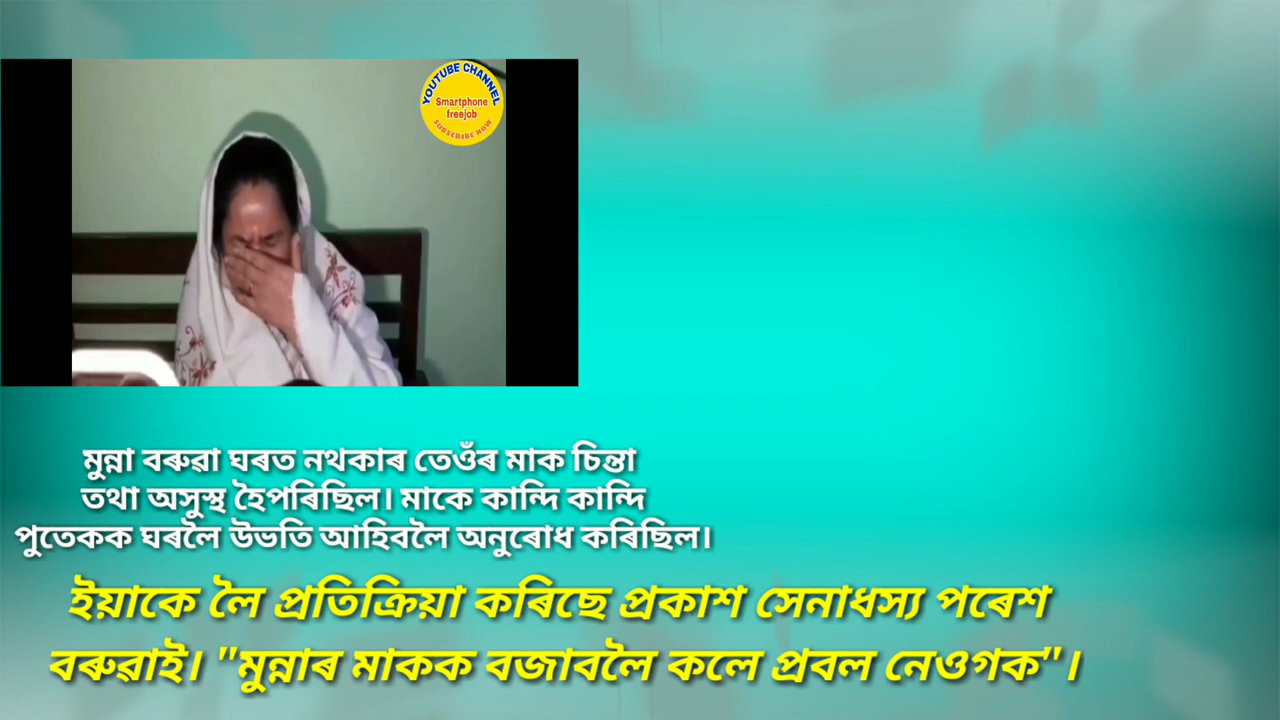 YOUTUBE CHANNEL
Smartphone
freejob
SUBSCRIBE NOW
মুন্না বৰুৱা ঘৰত নথকাৰ তেওঁৰ মাক চিন্তা
তথা অসুস্থ হৈপৰিছিল। মাকে কান্দি কান্দি
পুতেকক ঘৰলৈ উভতি আহিবলৈ অনুৰোধ কৰিছিল।
ইয়াকে লৈ প্ৰতিক্ৰিয়া কৰিছে প্ৰকাশ সেনাধস্য পৰেশ
বৰুৱাই। "মুন্নাৰ মাকক বজাবলৈ কলে প্ৰবল নেওগক"।